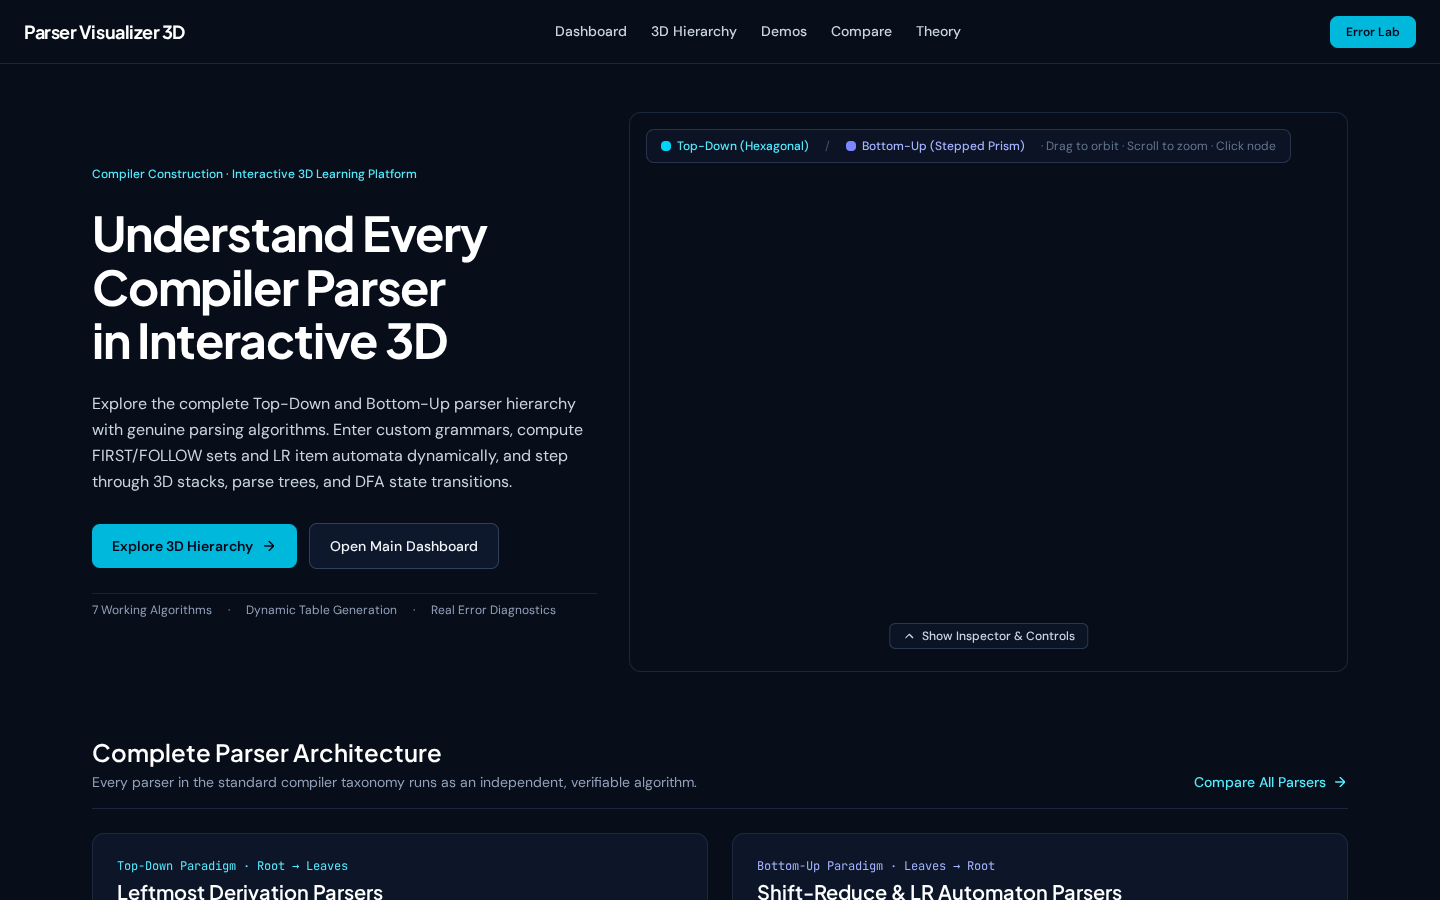 Parser Visualizer 3D
Dashboard
3D Hierarchy
Demos
Compare
Theory
Error Lab
Compiler Construction · Interactive 3D Learning Platform
Understand Every
Compiler Parser
in Interactive 3D
Explore the complete Top-Down and Bottom-Up parser hierarchy
with genuine parsing algorithms. Enter custom grammars, compute
FIRST/FOLLOW sets and LR item automata dynamically, and step
through 3D stacks, parse trees, and DFA state transitions.
Explore 3D Hierarchy →
Open Main Dashboard
7 Working Algorithms · Dynamic Table Generation · Real Error Diagnostics
Top-Down (Hexagonal) / Bottom-Up (Stepped Prism) · Drag to orbit · Scroll to zoom · Click node
Show Inspector & Controls
Complete Parser Architecture
Every parser in the standard compiler taxonomy runs as an independent, verifiable algorithm.
Compare All Parsers →
Top-Down Paradigm · Root → Leaves
Leftmost Derivation Parsers
Bottom-Up Paradigm · Leaves → Root
Shift-Reduce & LR Automaton Parsers